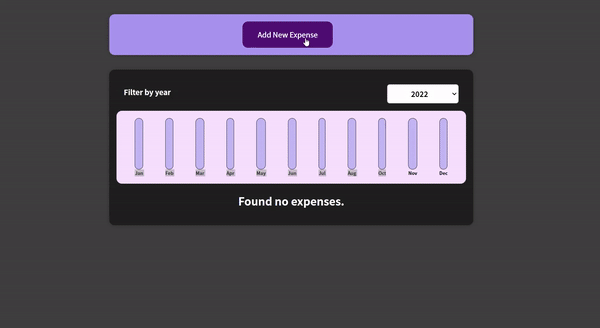 Add New Expense
Filter by year
2022
Jan Feb Mar Apr May Jun Jul Aug Oct Nov Dec
Found no expenses.